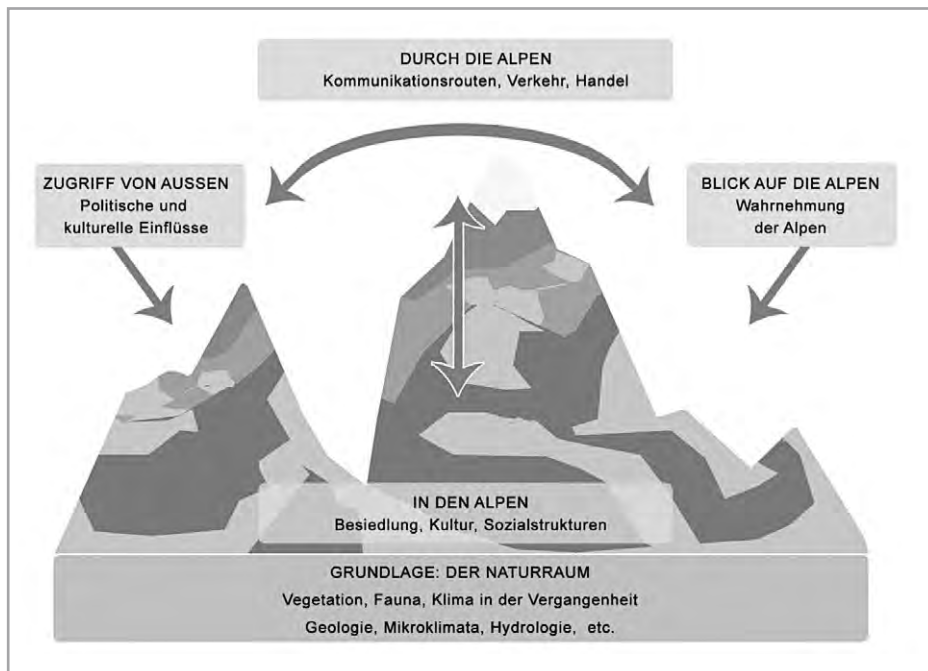 DURCH DIE ALPEN
Kommunikationsrouten, Verkehr, Handel
ZUGRIFF VON AUSSEN
Politische und
kulturelle Einflüsse
BLICK AUF DIE ALPEN
Wahrnehmung
der Alpen
IN DEN ALPEN
Besiedlung, Kultur, Sozialstrukturen
GRUNDLAGE: DER NATURRAUM
Vegetation, Fauna, Klima in der Vergangenheit
Geologie, Mikroklimata, Hydrologie, etc.